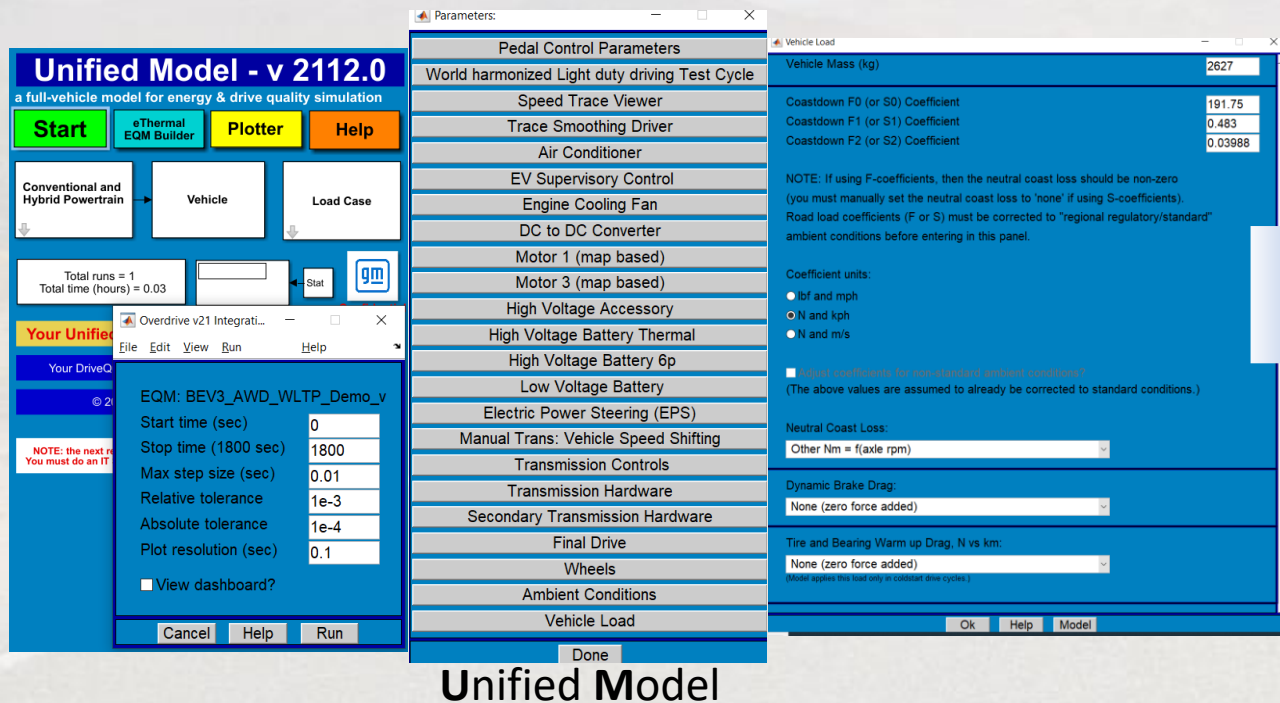 Unified Model - v 2112.0
a full-vehicle model for energy & drive quality simulation
Start
eThermal
EQM Builder
Plotter
Help
Conventional and
Hybrid Powertrain
Vehicle
Load Case
Total runs = 1
Total time (hours) = 0.03
Stat
gm
Your Unified
Your DriveQ
© 20
NOTE: the next re
You must do an IT
Overdrive v21 Integrati...
File Edit View Run Help
EQM: BEV3_AWD_WLTP_Demo_v
Start time (sec) 0
Stop time (1800 sec) 1800
Max step size (sec) 0.01
Relative tolerance 1e-3
Absolute tolerance 1e-4
Plot resolution (sec) 0.1
View dashboard?
Cancel Help Run
Parameters:
Pedal Control Parameters
World harmonized Light duty driving Test Cycle
Speed Trace Viewer
Trace Smoothing Driver
Air Conditioner
EV Supervisory Control
Engine Cooling Fan
DC to DC Converter
Motor 1 (map based)
Motor 3 (map based)
High Voltage Accessory
High Voltage Battery Thermal
High Voltage Battery 6p
Low Voltage Battery
Electric Power Steering (EPS)
Manual Trans: Vehicle Speed Shifting
Transmission Controls
Transmission Hardware
Secondary Transmission Hardware
Final Drive
Wheels
Ambient Conditions
Vehicle Load
Done
Vehicle Load
Vehicle Mass (kg) 2627
Coastdown F0 (or S0) Coefficient 191.75
Coastdown F1 (or S1) Coefficient 0.483
Coastdown F2 (or S2) Coefficient 0.03988
NOTE: If using F-coefficients, then the neutral coast loss should be non-zero
(you must manually set the neutral coast loss to 'none' if using S-coefficients).
Road load coefficients (F or S) must be corrected to "regional regulatory/standard"
ambient conditions before entering in this panel.
Coefficient units:
lbf and mph
N and kph
N and m/s
Adjust coefficients for non-standard ambient conditions?
(The above values are assumed to already be corrected to standard conditions.)
Neutral Coast Loss:
Other Nm = f(axle rpm)
Dynamic Brake Drag:
None (zero force added)
Tire and Bearing Warm up Drag, N vs km:
None (zero force added)
(Model applies this load only in coldstart drive cycles.)
Ok Help Model
Unified Model